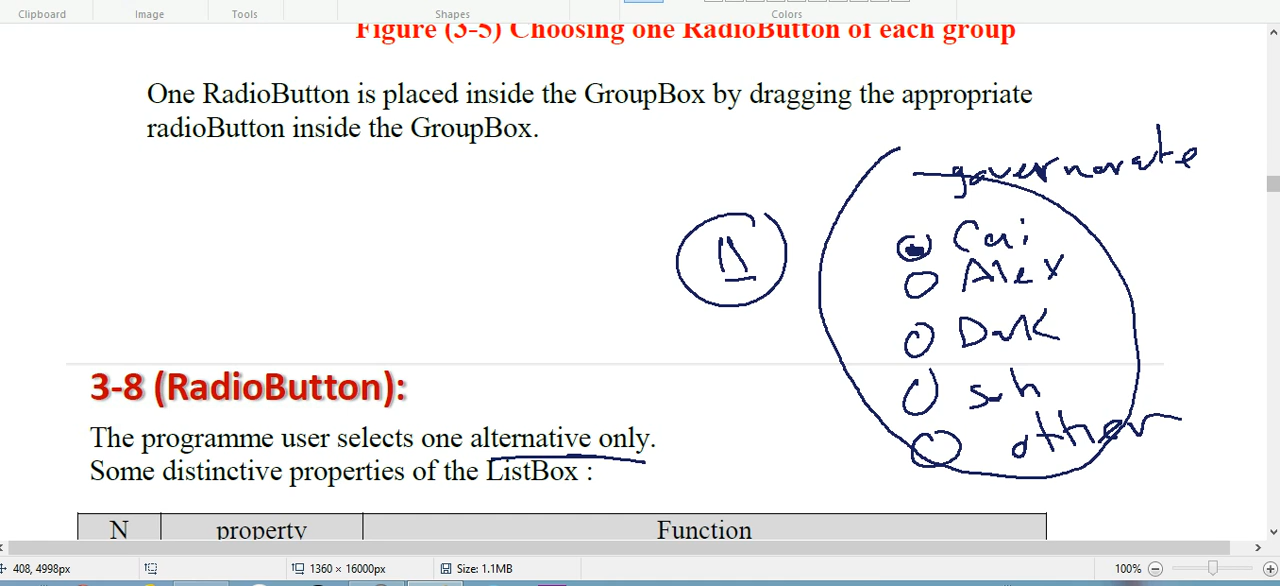 Clipboard Image Tools Shapes Colors
Figure (3-5) Choosing one RadioButton of each group
One RadioButton is placed inside the GroupBox by dragging the appropriate
radioButton inside the GroupBox.
governorate
Cai
Alex
Dak
other
3-8 (RadioButton):
The programme user selects one alternative only.
Some distinctive properties of the ListBox :
N property Function
408, 4998px 1360 × 16000px Size: 1.1MB 100%